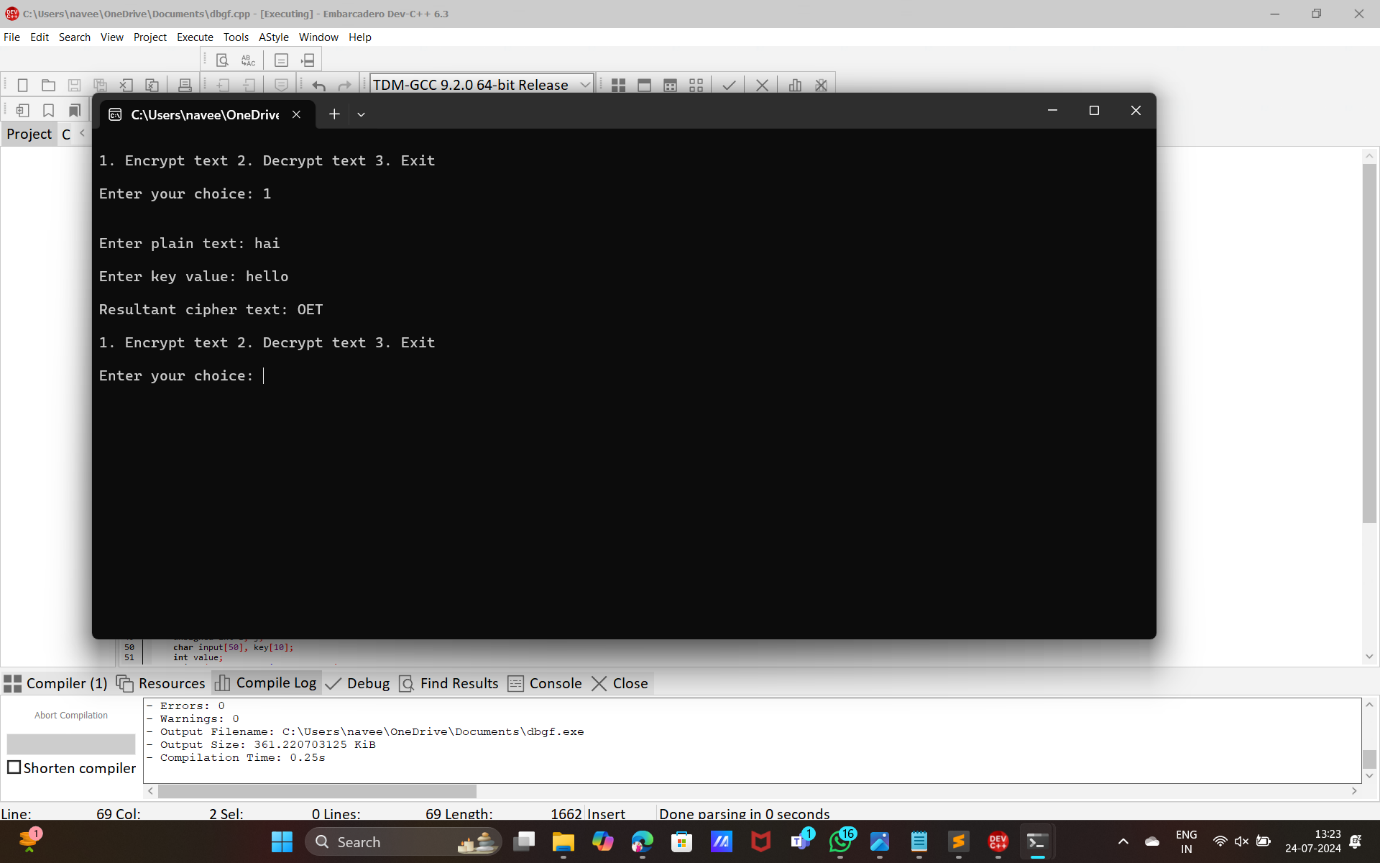 C:\Users\navee\OneDrive\Documents\dbgf.cpp - [Executing] - Embarcadero Dev-C++ 6.3
File Edit Search View Project Execute Tools AStyle Window Help
TDM-GCC 9.2.0 64-bit Release
Project C
C:\Users\navee\OneDrive
1. Encrypt text 2. Decrypt text 3. Exit
Enter your choice: 1
Enter plain text: hai
Enter key value: hello
Resultant cipher text: OET
1. Encrypt text 2. Decrypt text 3. Exit
Enter your choice:
50 char input[50], key[10];
51 int value;
Compiler (1) Resources Compile Log Debug Find Results Console Close
Abort Compilation
Shorten compiler
- Errors: 0
- Warnings: 0
- Output Filename: C:\Users\navee\OneDrive\Documents\dbgf.exe
- Output Size: 361.220703125 KiB
- Compilation Time: 0.25s
Line: 69 Col: 2 Sel: 0 Lines: 69 Length: 1662 Insert Done parsing in 0 seconds
1
Search
1
16
DEV C++
ENG
IN
13:23
24-07-2024